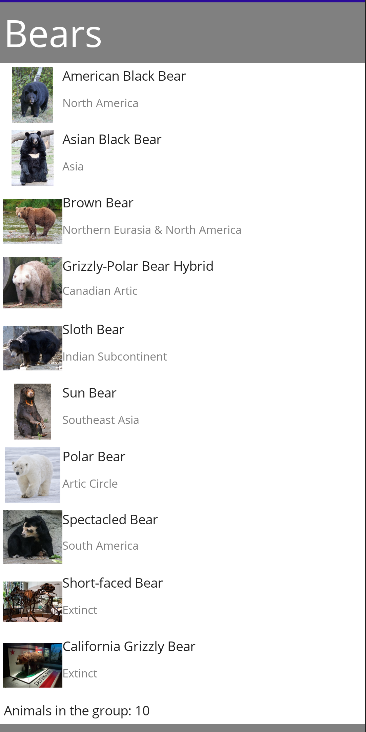 Bears
American Black Bear
North America
Asian Black Bear
Asia
Brown Bear
Northern Eurasia & North America
Grizzly-Polar Bear Hybrid
Canadian Artic
Sloth Bear
Indian Subcontinent
Sun Bear
Southeast Asia
Polar Bear
Artic Circle
Spectacled Bear
South America
Short-faced Bear
Extinct
California Grizzly Bear
Extinct
Animals in the group: 10